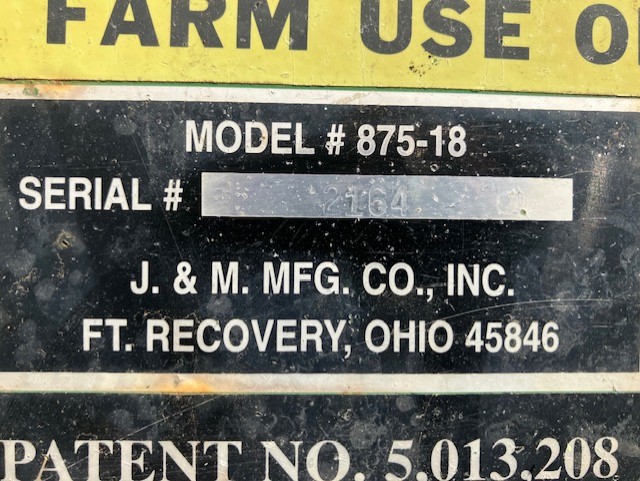 FARM USE O
MODEL # 875-18
SERIAL # 2164
J. & M. MFG. CO., INC.
FT. RECOVERY, OHIO 45846
PATENT NO. 5,013,208